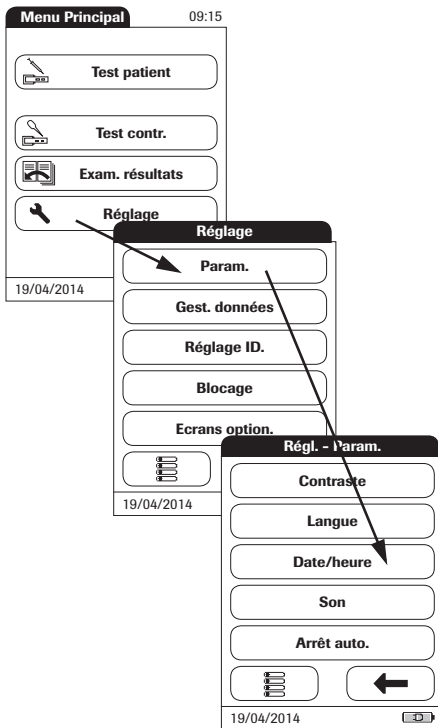 Menu Principal
09:15
Test patient
Test contr.
Exam. résultats
Réglage
19/04/2014
Réglage
Param.
Gest. données
Réglage ID.
Blocage
Ecrans option.
19/04/2014
Régl. - Param.
Contraste
Langue
Date/heure
Son
Arrêt auto.
19/04/2014